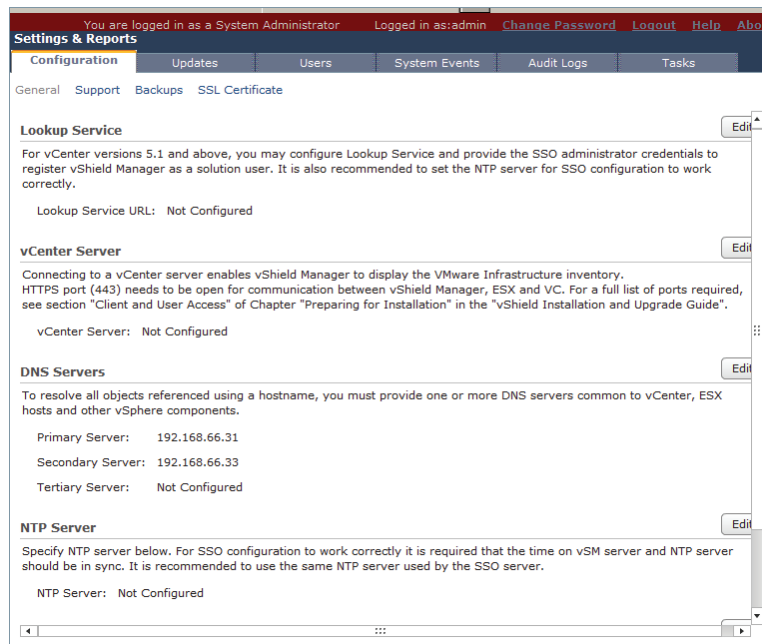 You are logged in as a System Administrator Logged in as:admin Change Password Logout Help Abo
Settings & Reports
Configuration Updates Users System Events Audit Logs Tasks
General Support Backups SSL Certificate
Lookup Service Edit
For vCenter versions 5.1 and above, you may configure Lookup Service and provide the SSO administrator credentials to
register vShield Manager as a solution user. It is also recommended to set the NTP server for SSO configuration to work
correctly.
Lookup Service URL: Not Configured
vCenter Server Edit
Connecting to a vCenter server enables vShield Manager to display the VMware Infrastructure inventory.
HTTPS port (443) needs to be open for communication between vShield Manager, ESX and VC. For a full list of ports required,
see section "Client and User Access" of Chapter "Preparing for Installation" in the "vShield Installation and Upgrade Guide".
vCenter Server: Not Configured
DNS Servers Edit
To resolve all objects referenced using a hostname, you must provide one or more DNS servers common to vCenter, ESX
hosts and other vSphere components.
Primary Server: 192.168.66.31
Secondary Server: 192.168.66.33
Tertiary Server: Not Configured
NTP Server Edit
Specify NTP server below. For SSO configuration to work correctly it is required that the time on vSM server and NTP server
should be in sync. It is recommended to use the same NTP server used by the SSO server.
NTP Server: Not Configured